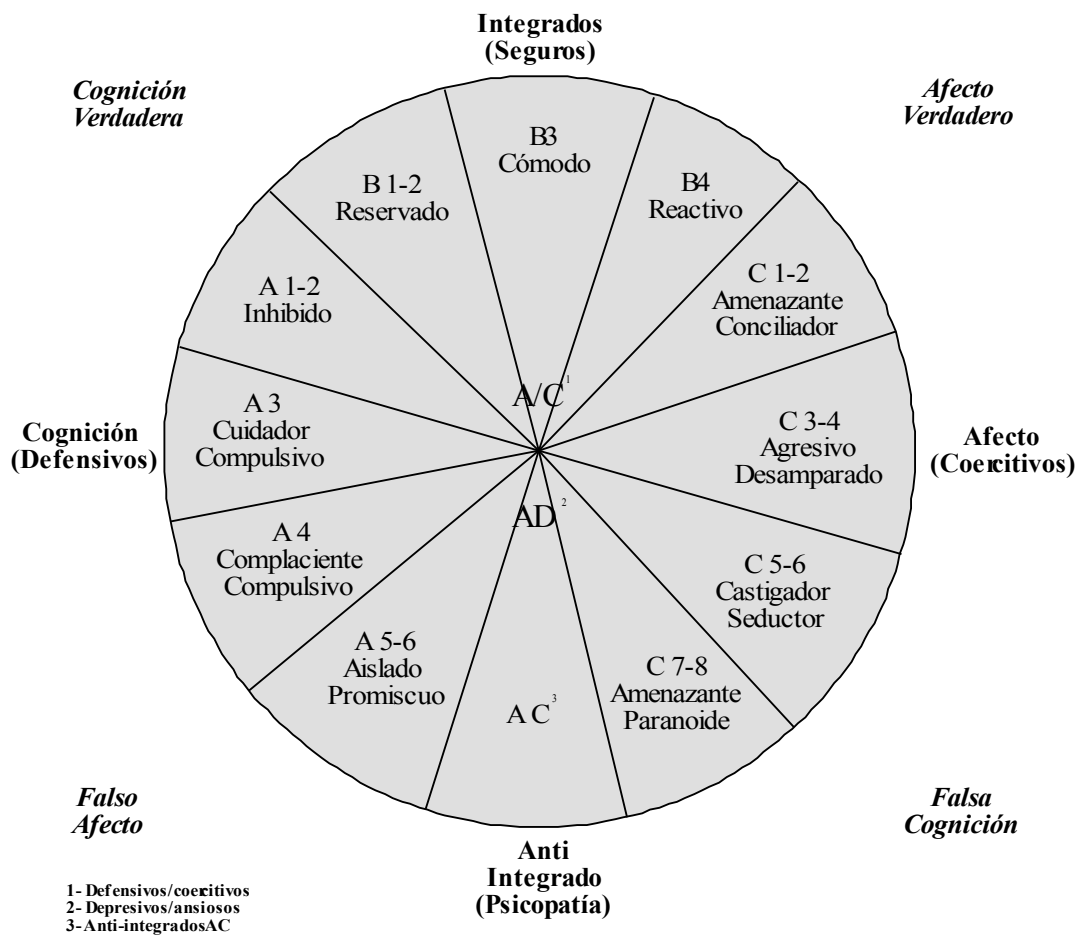 Integrados
(Seguros)
Cognición
Verdadera
Afecto
Verdadero
B3
Cómodo
B 1-2
Reservado
B4
Reactivo
A 1-2
Inhibido
C 1-2
Amenazante
Conciliador
A/C¹
A 3
Cuidador
Compulsivo
Cognición
(Defensivos)
C 3-4
Agresivo
Desamparado
Afecto
(Coercitivos)
AD²
A 4
Complaciente
Compulsivo
C 5-6
Castigador
Seductor
A 5-6
Aislado
Promiscuo
A C³
C 7-8
Amenazante
Paranoide
Falso
Afecto
Falsa
Cognición
Anti
Integrado
(Psicopatía)
1- Defensivos/coercitivos
2- Depresivos/ansiosos
3- Anti-integradosAC